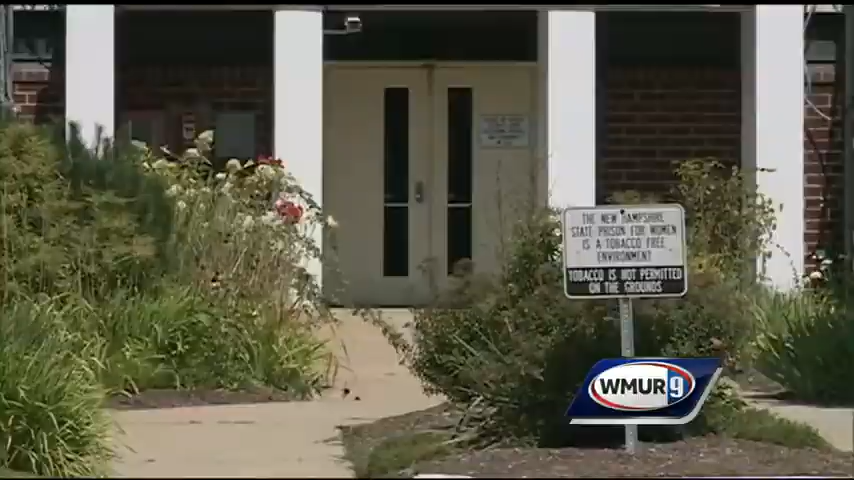 THE NEW HAMPSHIRE
STATE PRISON FOR WOMEN
IS A TOBACCO FREE
ENVIRONMENT
TOBACCO IS NOT PERMITTED
ON THE GROUNDS
WMUR 9